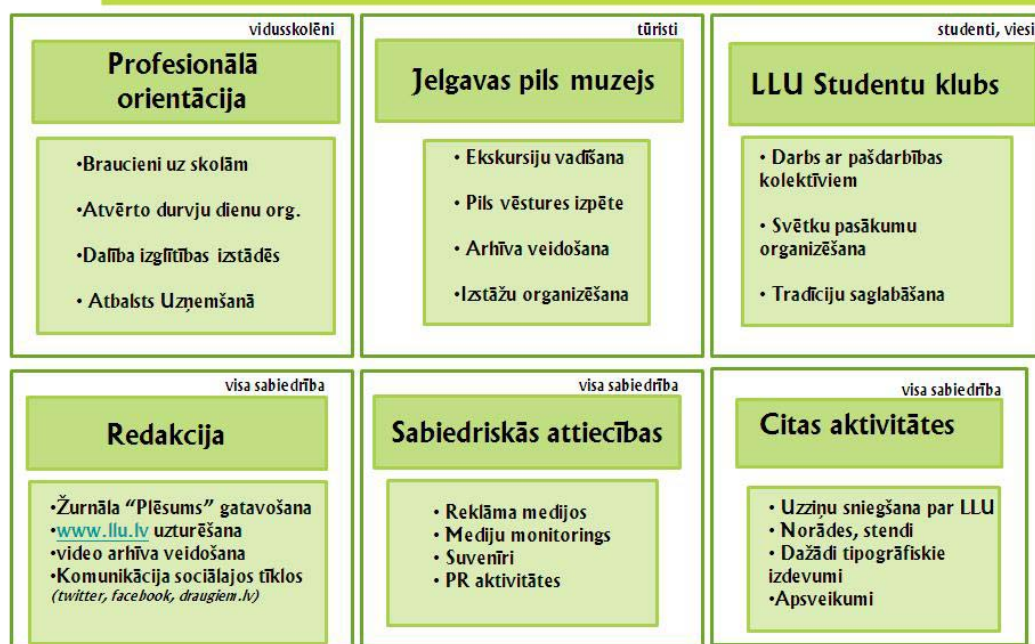 vidusskolēni
Profesionālā
orientācija
•Braucieni uz skolām
•Atvērto durvju dienu org.
•Dalība izglītības izstādēs
• Atbalsts Uzņemšanā
tūristi
Jelgavas pils muzejs
• Ekskursiju vadīšana
• Pils vēstures izpēte
• Arhīva veidošana
•Izstāžu organizēšana
studenti, viesi
LLU Studentu klubs
• Darbs ar pašdarbības
kolektīviem
• Svētku pasākumu
organizēšana
• Tradīciju saglabāšana
visa sabiedrība
Redakcija
•Žurnāla “Plēsums” gatavošana
•www.llu.lv uzturēšana
•video arhīva veidošana
•Komunikācija sociālajos tīklos
(twitter, facebook, draugiem.lv)
visa sabiedrība
Sabiedriskās attiecības
• Reklāma medijos
• Mediju monitorings
• Suvenīri
• PR aktivitātes
visa sabiedrība
Citas aktivitātes
• Uzziņu sniegšana par LLU
• Norādes, stendi
• Dažādi tipogrāfiskie
izdevumi
•Apsveikumi